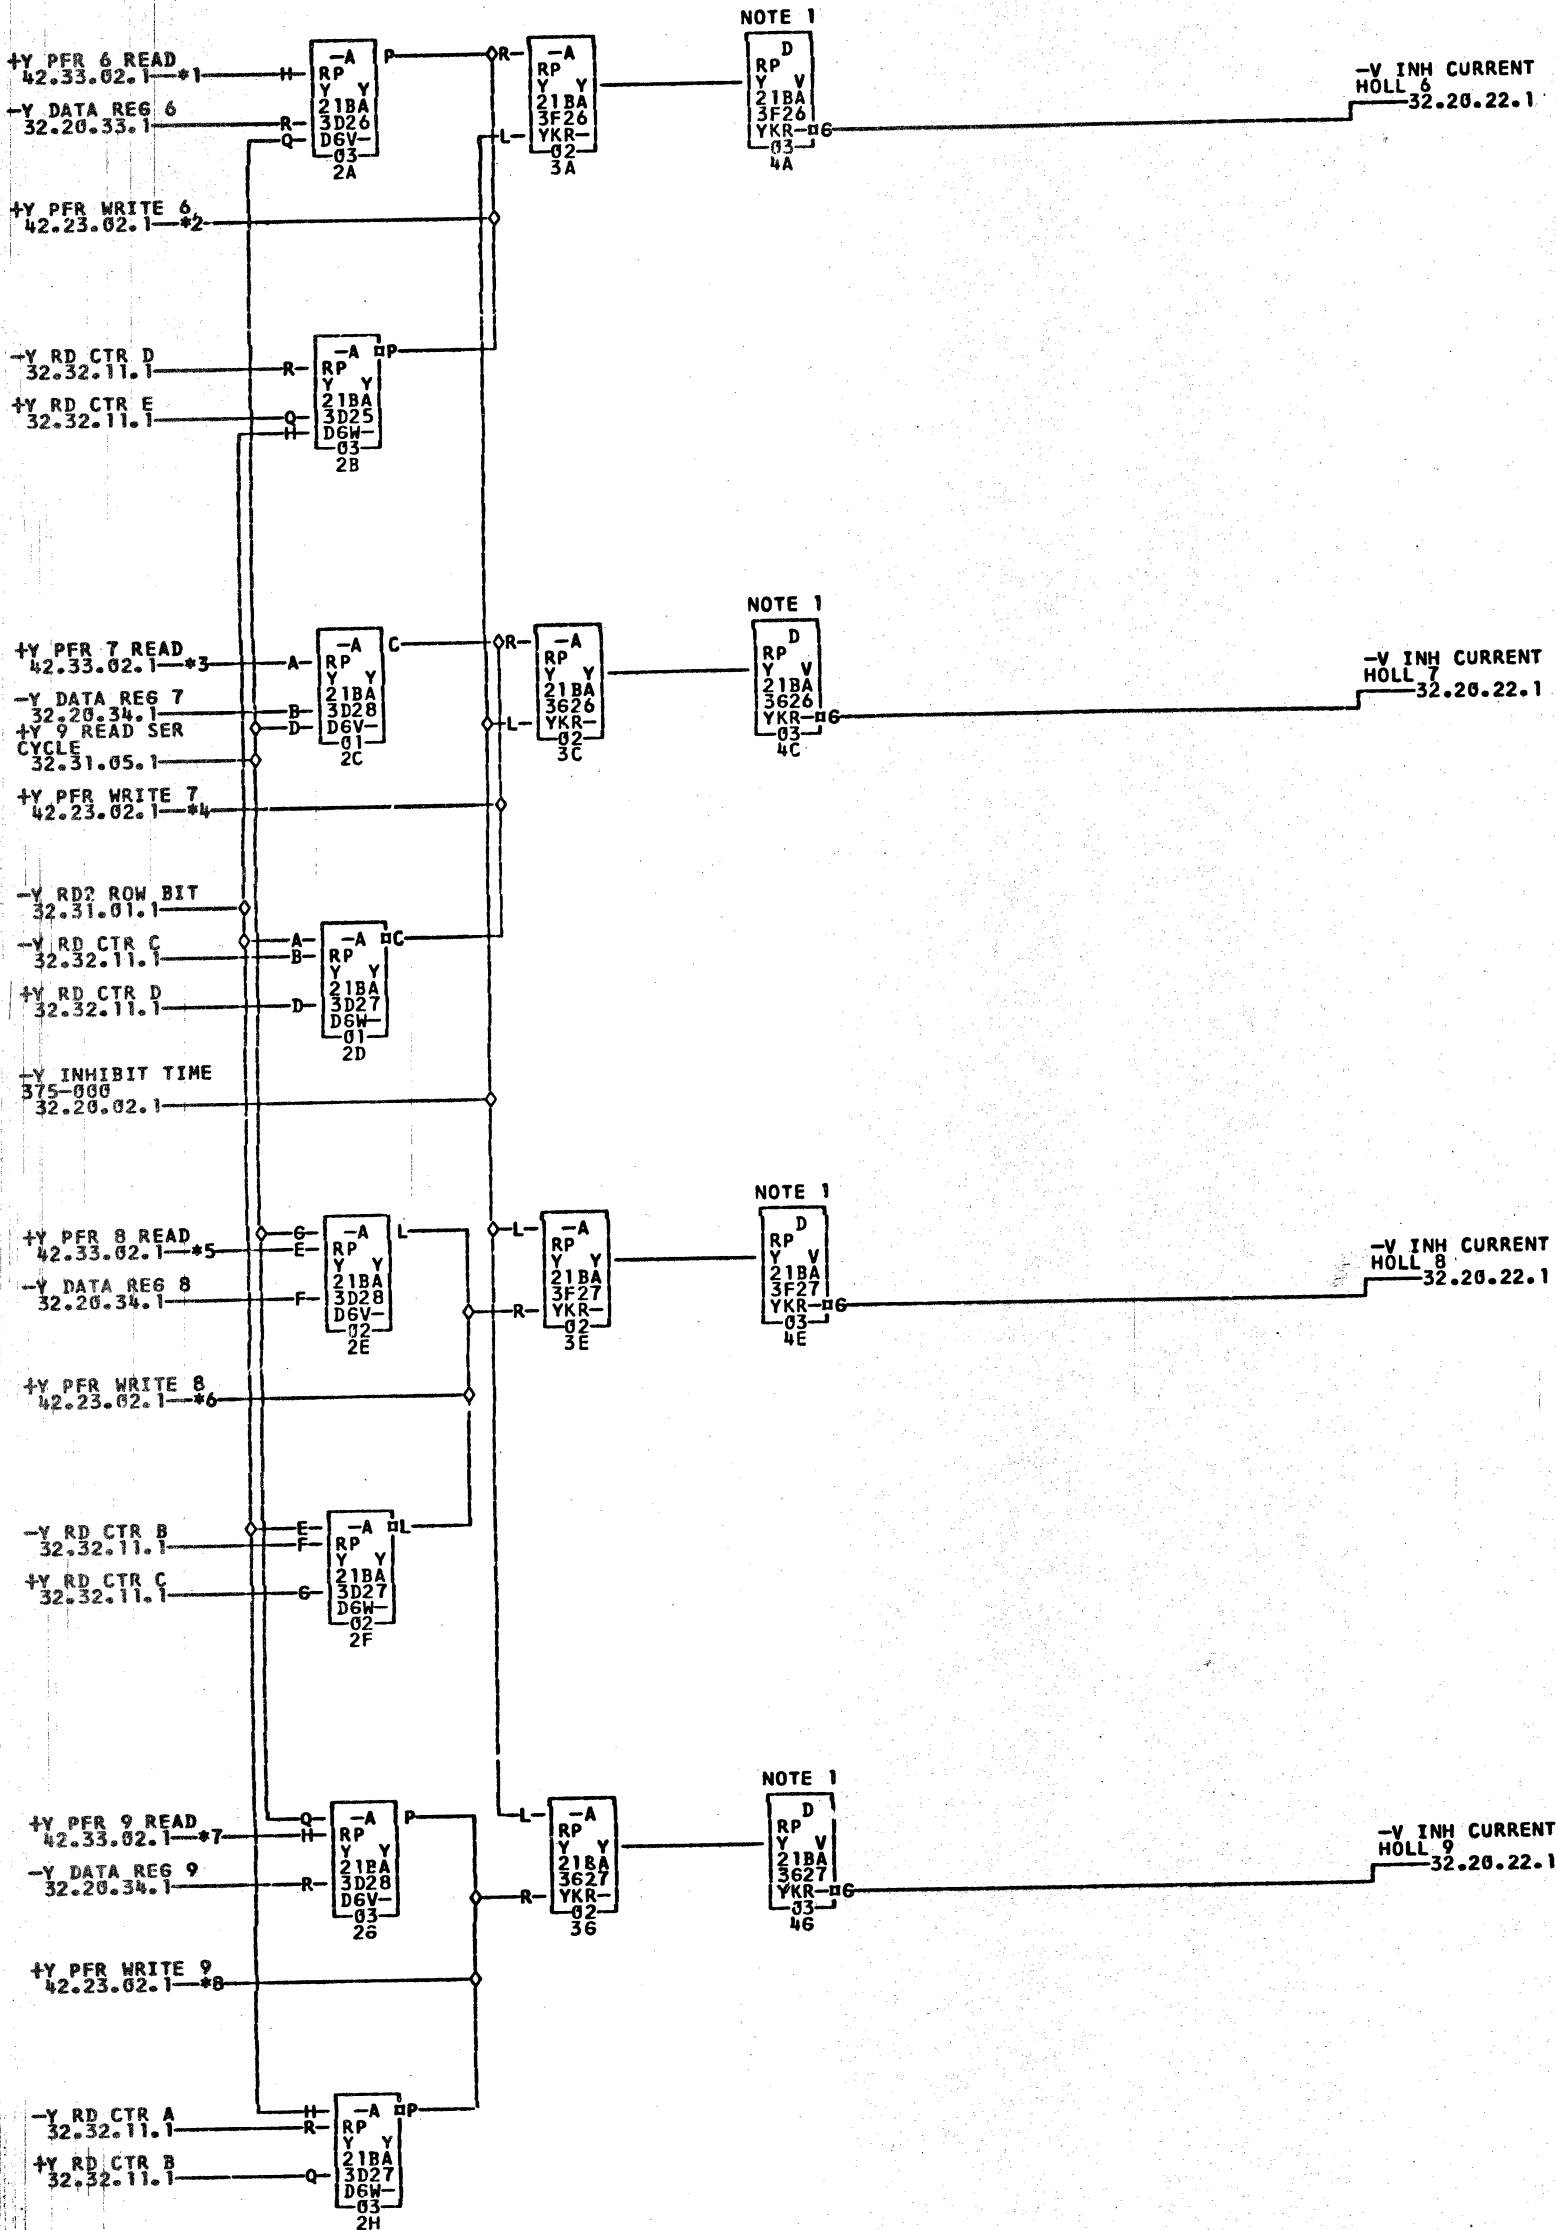 NOTE 1
+Y PFR 6 READ
42.33.02.1—*1 H
-Y DATA REG 6
32.20.33.1 R
Q
-A P
RP
Y Y
21BA
3D26
D6V-
03
2A
R -A
RP
Y Y
21BA
3F26
L YKR-
02
3A
D
RP
Y V
21BA
3F26
YKR- G
03
4A
-V INH CURRENT
HOLL 6
32.20.22.1
+Y PFR WRITE 6
42.23.02.1—*2
-Y RD CTR D
32.32.11.1 R
+Y RD CTR E
32.32.11.1 Q
H
-A P
RP
Y Y
21BA
3D25
D6W-
03
2B
NOTE 1
+Y PFR 7 READ
42.33.02.1—*3 A
-Y DATA REG 7
32.20.34.1 B
+Y 9 READ SER D
CYCLE
32.31.05.1
-A C
RP
Y Y
21BA
3D28
D6V-
01
2C
R -A
RP
Y Y
21BA
3G26
L YKR-
02
3C
D
RP
Y V
21BA
3G26
YKR- G
03
4C
-V INH CURRENT
HOLL 7
32.20.22.1
+Y PFR WRITE 7
42.23.02.1—*4
-Y RD2 ROW BIT
32.31.01.1
-Y RD CTR C A
32.32.11.1 B
+Y RD CTR D
32.32.11.1 D
-A C
RP
Y Y
21BA
3D27
D6W-
01
2D
-Y INHIBIT TIME
375-000
32.20.02.1
NOTE 1
+Y PFR 8 READ G
42.33.02.1—*5 E
-Y DATA REG 8
32.20.34.1 F
-A L
RP
Y Y
21BA
3D28
D6V-
02
2E
L -A
RP
Y Y
21BA
3F27
R YKR-
02
3E
D
RP
Y V
21BA
3F27
YKR- G
03
4E
-V INH CURRENT
HOLL 8
32.20.22.1
+Y PFR WRITE 8
42.23.02.1—*6
-Y RD CTR B E
32.32.11.1 F
+Y RD CTR C
32.32.11.1 G
-A L
RP
Y Y
21BA
3D27
D6W-
02
2F
NOTE 1
+Y PFR 9 READ Q
42.33.02.1—*7 H
-Y DATA REG 9
32.20.34.1 R
-A P
RP
Y Y
21BA
3D28
D6V-
03
2G
L -A
RP
Y Y
21BA
3G27
R YKR-
02
3G
D
RP
Y V
21BA
3G27
YKR- G
03
4G
-V INH CURRENT
HOLL 9
32.20.22.1
+Y PFR WRITE 9
42.23.02.1—*8
-Y RD CTR A H
32.32.11.1 R
+Y RD CTR B
32.32.11.1 Q
-A P
RP
Y Y
21BA
3D27
D6W-
03
2H